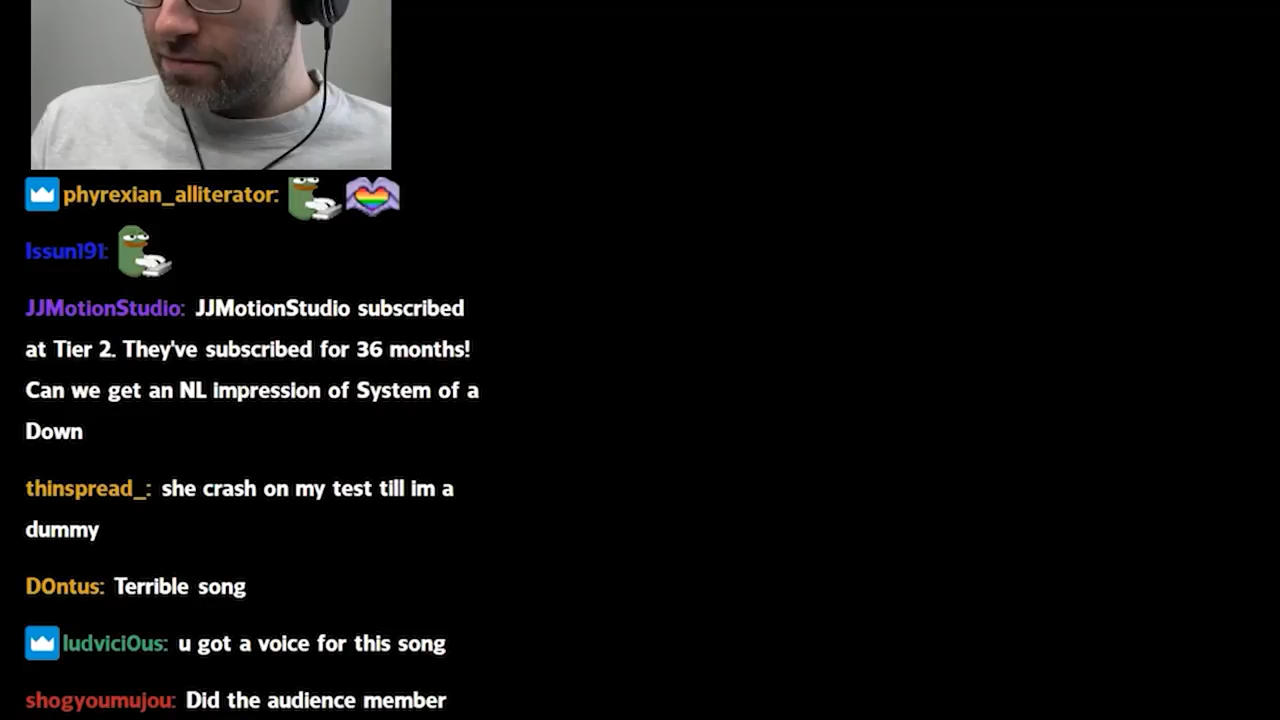 phyrexian_alliterator:
Issun191:
JJMotionStudio: JJMotionStudio subscribed
at Tier 2. They've subscribed for 36 months!
Can we get an NL impression of System of a
Down
thinspread_: she crash on my test till im a
dummy
D0ntus: Terrible song
ludvici0us: u got a voice for this song
shogyoumujou: Did the audience member